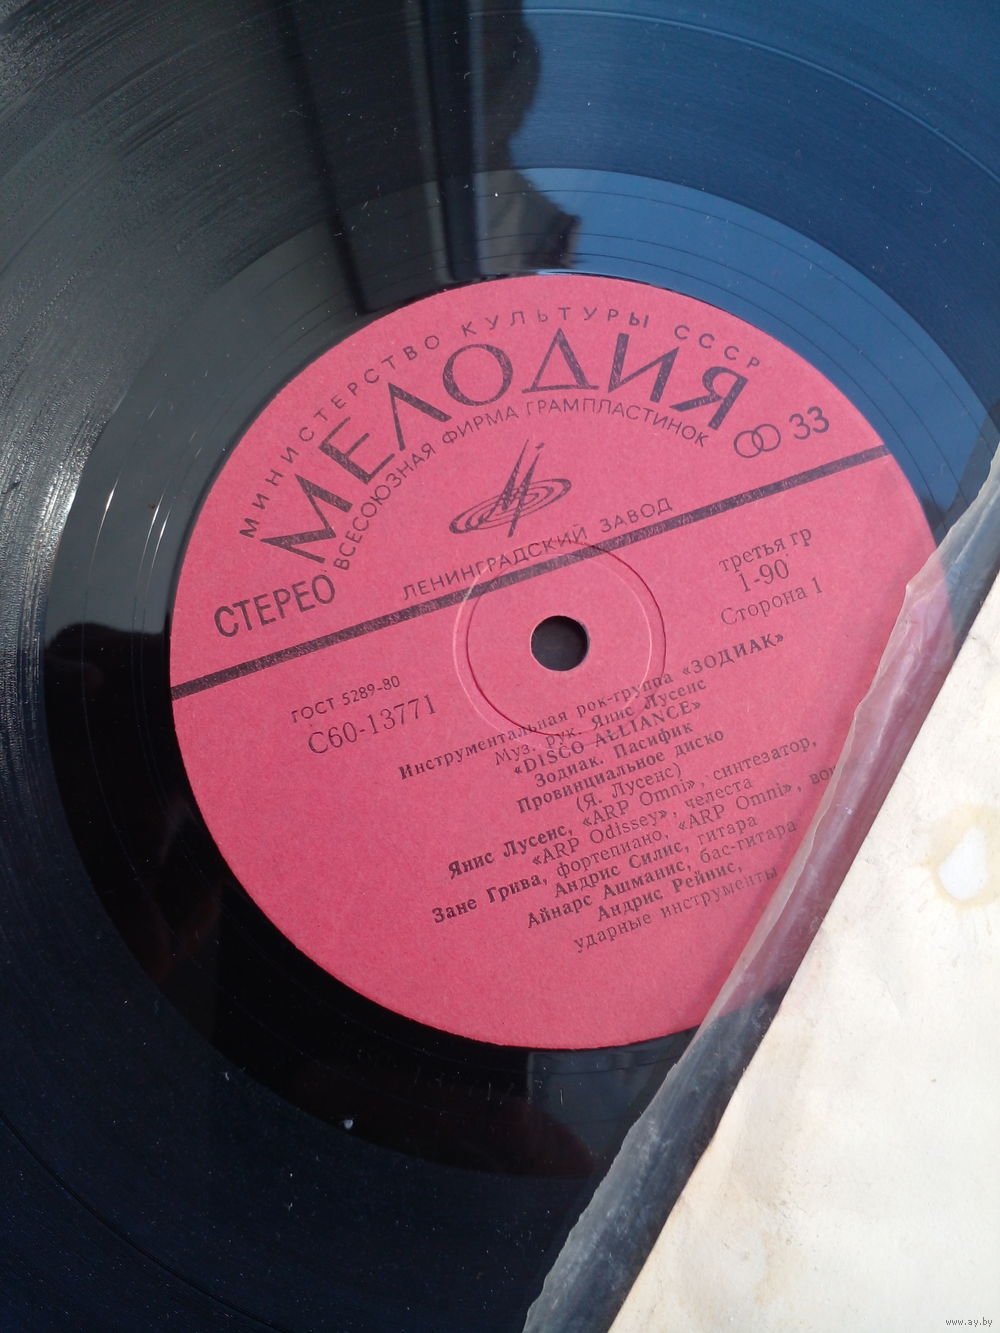 МИНИСТЕРСТВО КУЛЬТУРЫ СССР
МЕЛОДИЯ
ВСЕСОЮЗНАЯ ФИРМА ГРАМПЛАСТИНОК
33
ЛЕНИНГРАДСКИЙ ЗАВОД
СТЕРЕО
третья гр
1-90
Сторона 1
ГОСТ 5289-80
С60-13771
Инструментальная рок-группа «ЗОДИАК»
Муз. рук. Янис Лусенс
«DISCO ALLIANCE»
Зодиак. Пасифик
Провинциальное диско
(Я. Лусенс)
Янис Лусенс, «ARP Omni», синтезатор,
«ARP Odissey», челеста
Зане Грива, фортепиано, «ARP Omni»,
Андрис Силис, гитара
Айнарс Ашманис, бас-гитара
Андрис Рейнис,
ударные инструменты
www.ay.by